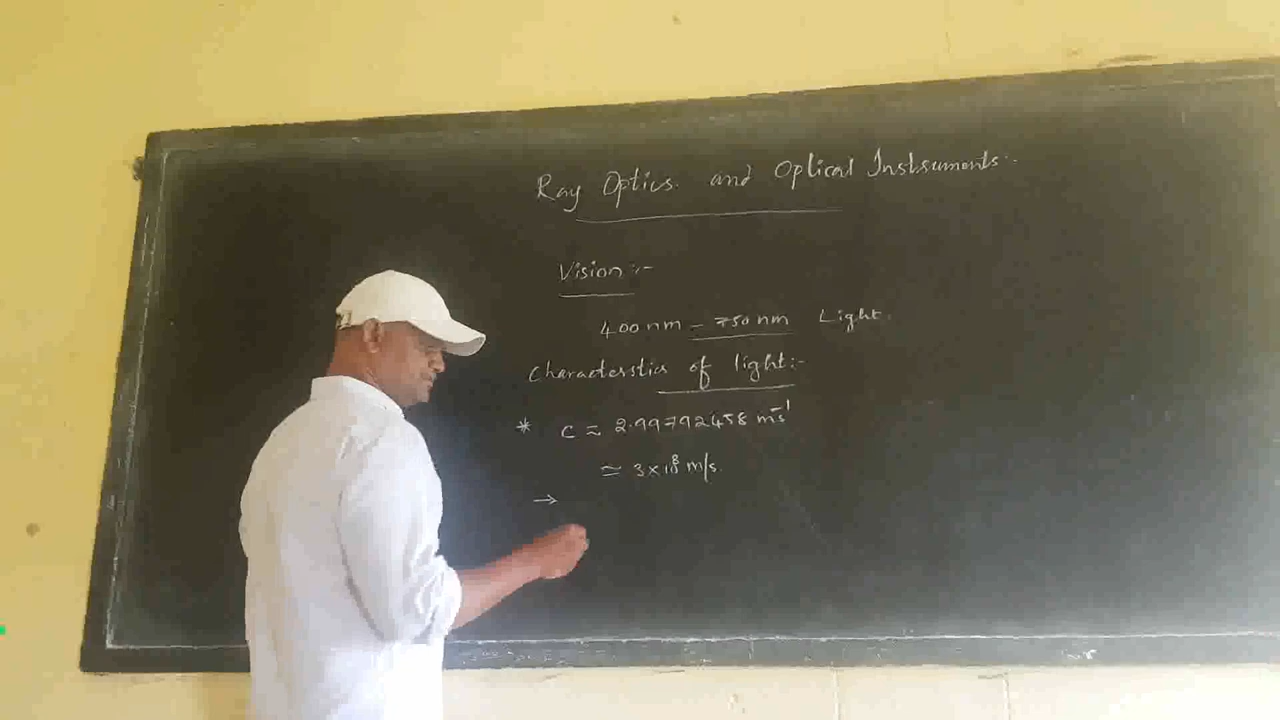 Ray Optics and Optical Instruments:-
Vision :-
400 nm - 750 nm Light.
Characterstics of light:-
* C ≈ 2.99792458 ms⁻¹
≃ 3×10⁸ m/s.
→